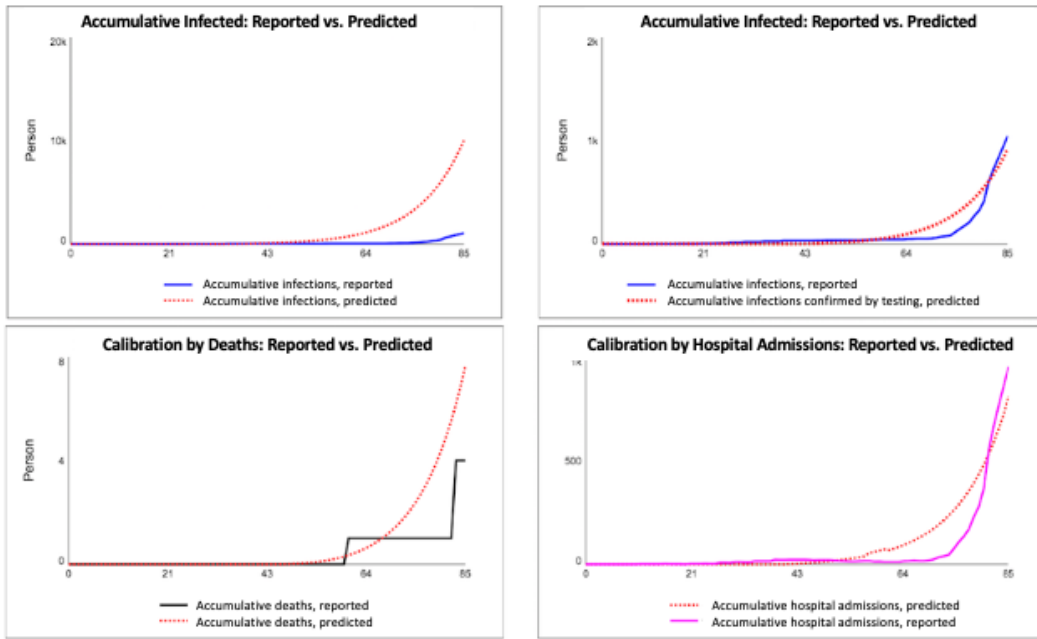 Accumulative Infected: Reported vs. Predicted
20k
Person
10k
0
0 21 43 64 85
Accumulative infections, reported
Accumulative infections, predicted
Accumulative Infected: Reported vs. Predicted
2k
Person
1k
0
0 21 43 64 85
Accumulative infections, reported
Accumulative infections confirmed by testing, predicted
Calibration by Deaths: Reported vs. Predicted
8
Person
4
0
0 21 43 64 85
Accumulative deaths, reported
Accumulative deaths, predicted
Calibration by Hospital Admissions: Reported vs. Predicted
1k
500
0
0 21 43 64 85
Accumulative hospital admissions, predicted
Accumulative hospital admissions, reported